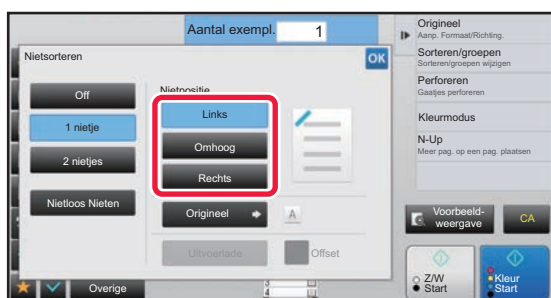 Aantal exempl. 1
Nietsorteren
OK
Off
1 nietje
2 nietjes
Nietloos Nieten
Nietpositie
Links
Omhoog
Rechts
Origineel
A
Uitvoerlade
Offset
Origineel
Aanp. Formaat/Richting.
Sorteren/groepen
Sorteren/groepen wijzigen
Perforeren
Gaatjes perforeren
Kleurmodus
N-Up
Meer pag. op een pag. plaatsen
Voorbeeld-
weergave
CA
Z/W
Start
Kleur
Start
Overige